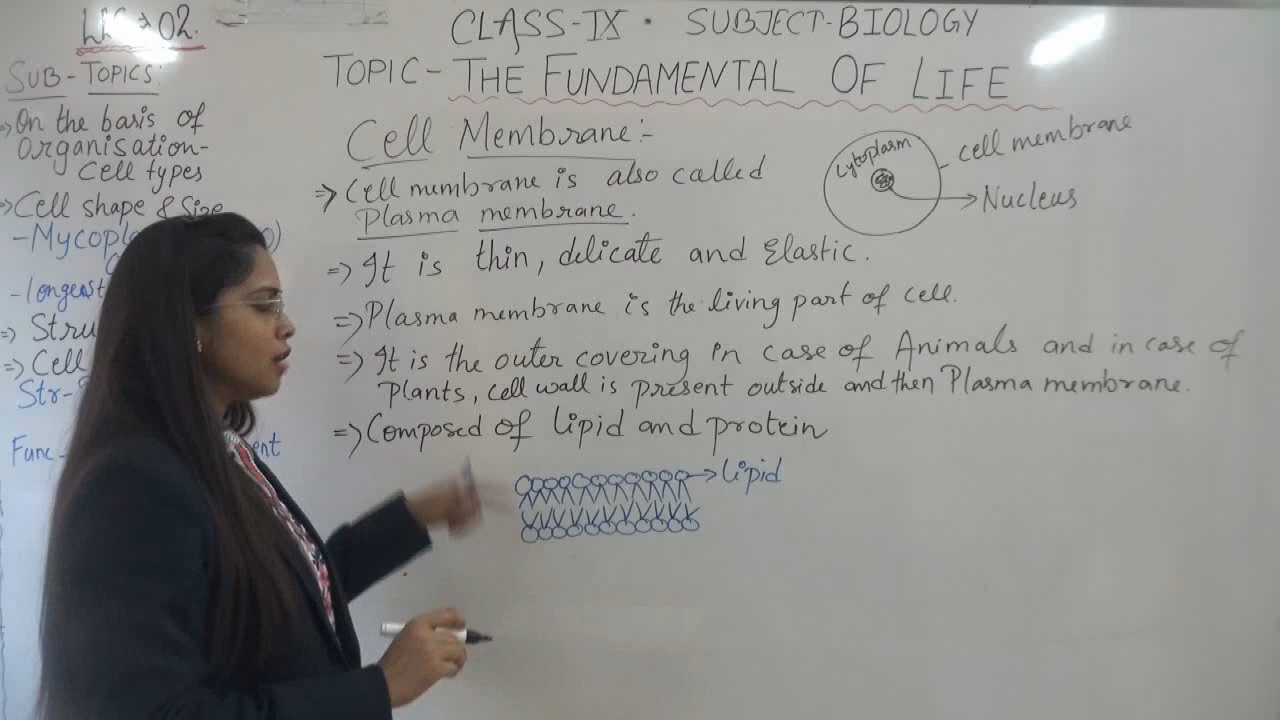 LEC → 02.
CLASS-IX · SUBJECT-BIOLOGY
TOPIC- THE FUNDAMENTAL OF LIFE
SUB-TOPICS:
⇒ On the basis of
Organisation-
Cell types
⇒ Cell shape & Size
-Mycopl
-longest
⇒ Stru
⇒ Cell
Str-
Func-
Cell Membrane:-
⇒ Cell membrane is also called
Plasma membrane.
⇒ It is thin, delicate and Elastic.
⇒ Plasma membrane is the living part of cell.
⇒ It is the outer covering in case of Animals and in case of
Plants, cell wall is present outside and then Plasma membrane.
⇒ Composed of lipid and protein
→ lipid
Cytoplasm
cell membrane
→ Nucleus